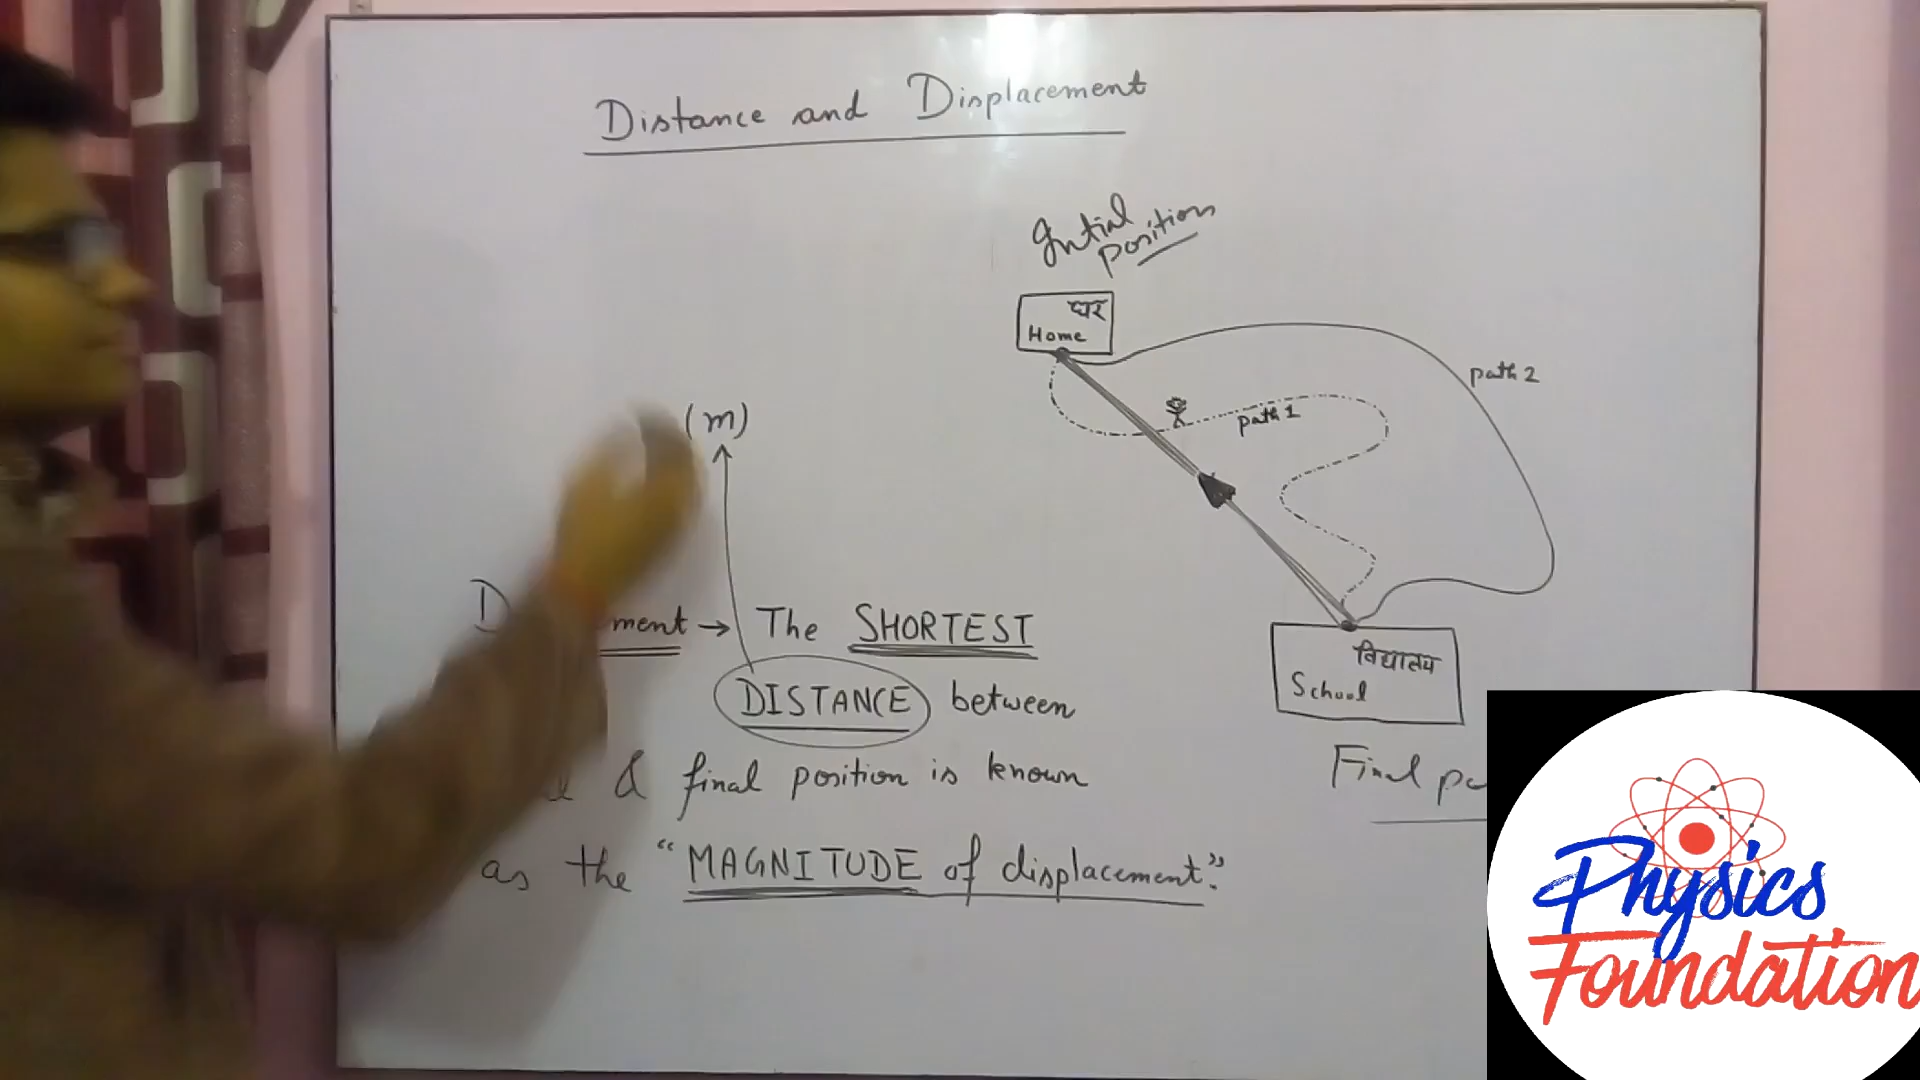 Distance and Displacement
Intial
position
घर
Home
path 2
path 1
(m)
ment → The SHORTEST
DISTANCE between
& final position is known
as the "MAGNITUDE of displacement".
विद्यालय
School
Final
Physics
Foundation